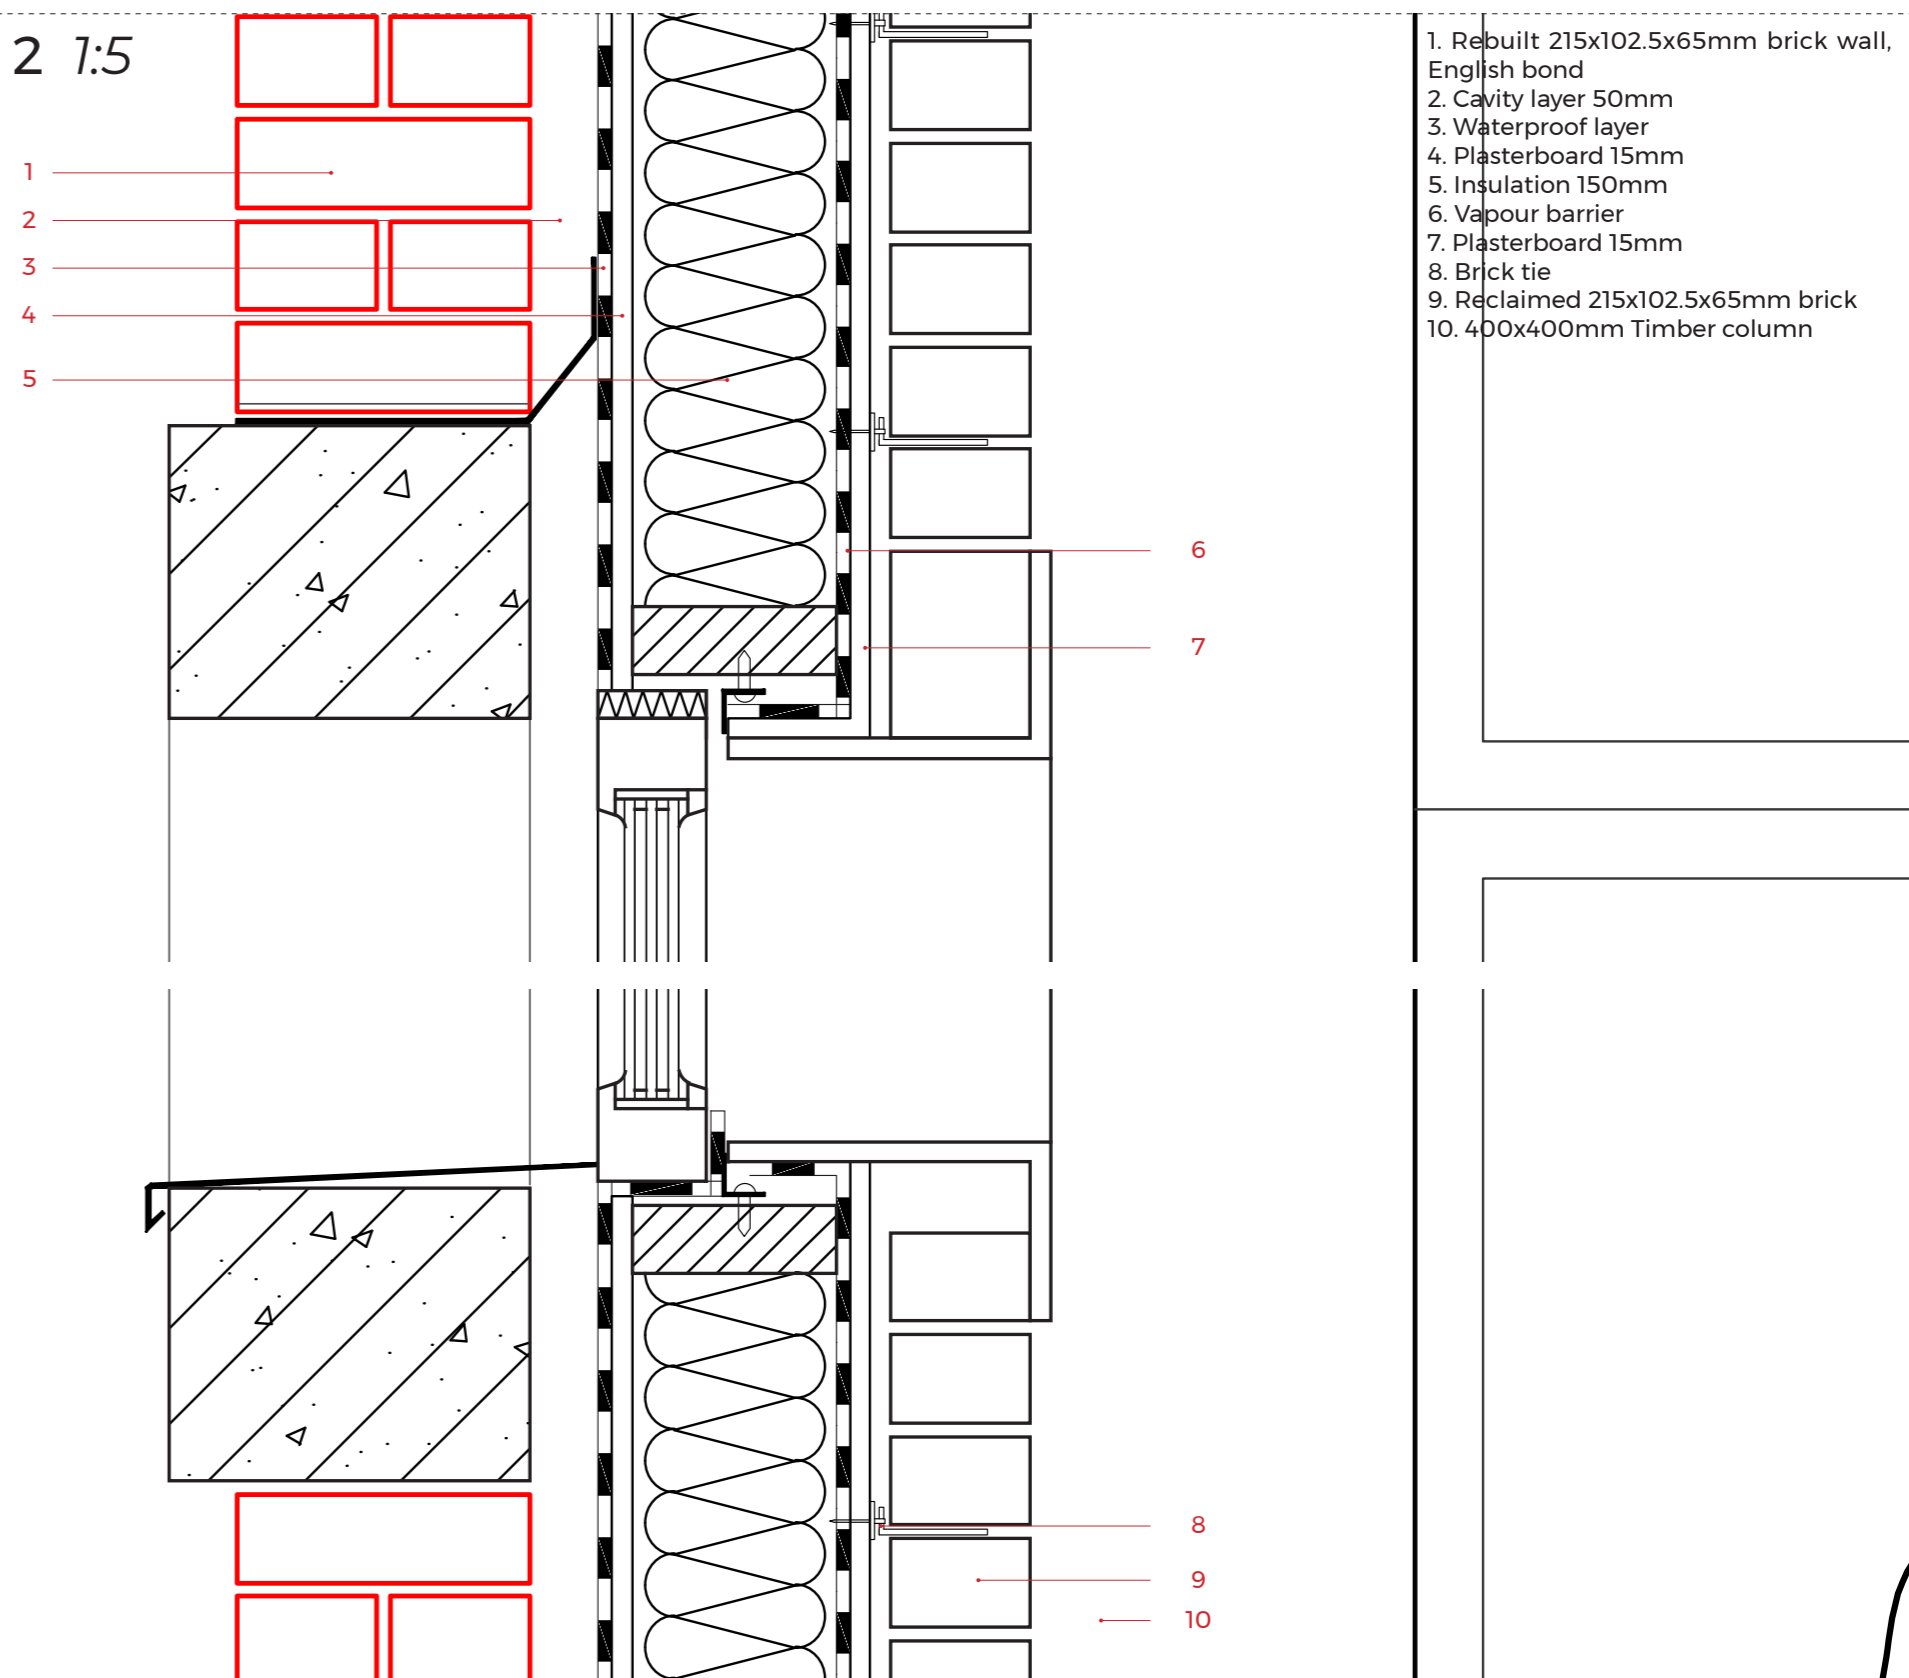 2 1:5
1. Rebuilt 215x102.5x65mm brick wall,
English bond
2. Cavity layer 50mm
3. Waterproof layer
4. Plasterboard 15mm
5. Insulation 150mm
6. Vapour barrier
7. Plasterboard 15mm
8. Brick tie
9. Reclaimed 215x102.5x65mm brick
10. 400x400mm Timber column
1
2
3
4
5
6
7
8
9
10